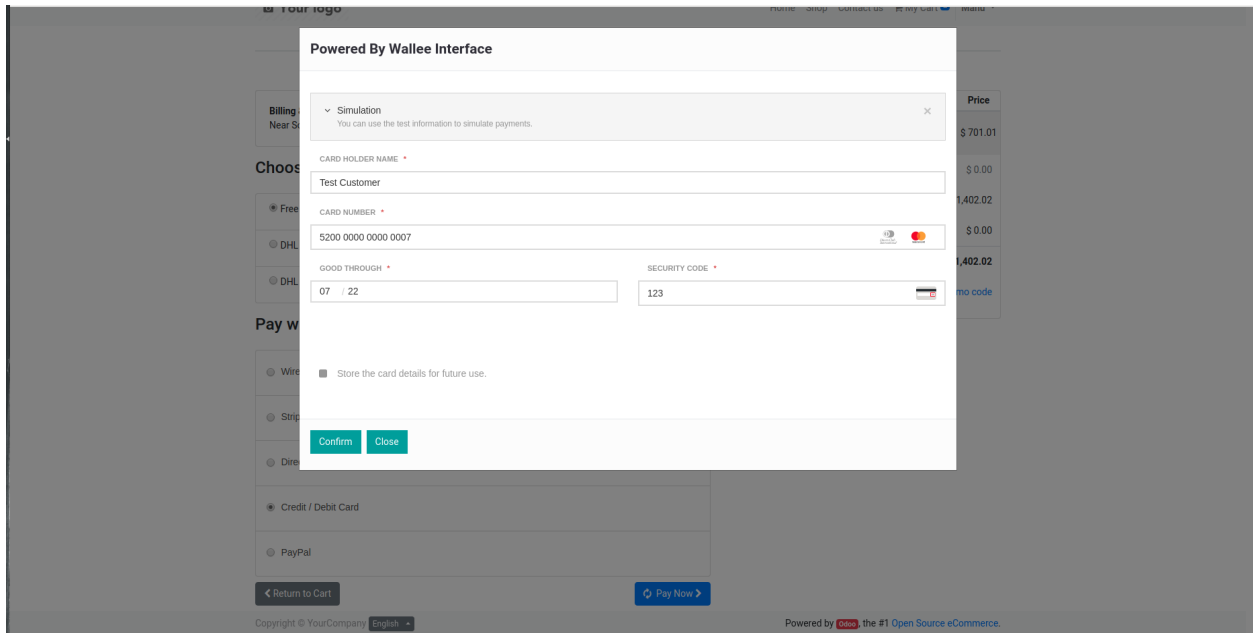 Your logo
Home Shop Contact us My Cart Manu
Powered By Wallee Interface
Billing
Near
Price
Simulation
You can use the test information to simulate payments.
$ 701.01
CARD HOLDER NAME *
Choos
$ 0.00
Test Customer
Free
1,402.02
CARD NUMBER *
5200 0000 0000 0007
$ 0.00
DHL
GOOD THROUGH *
SECURITY CODE *
1,402.02
DHL
07 / 22
123
mo code
Pay w
Wire
Store the card details for future use.
Strip
Confirm Close
Dire
Credit / Debit Card
PayPal
Return to Cart
Pay Now
Copyright © YourCompany English
Powered by odoo, the #1 Open Source eCommerce.